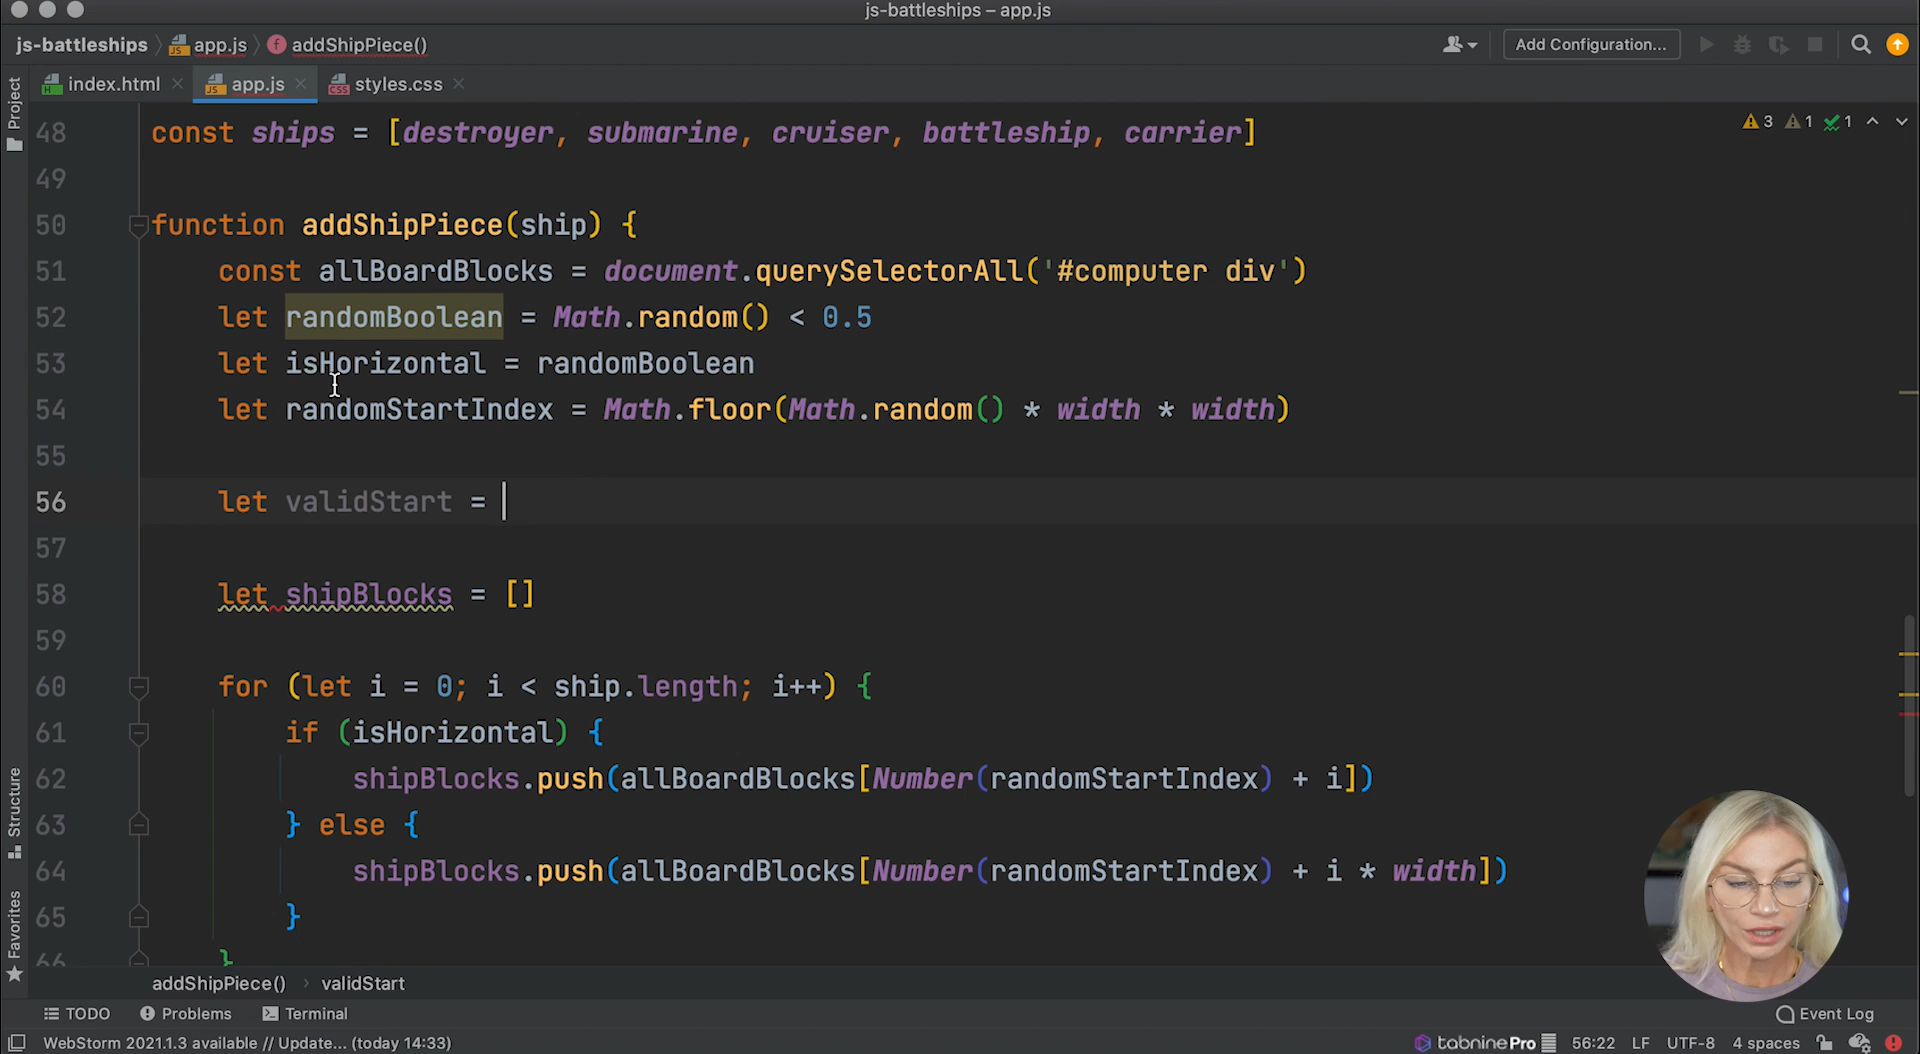 js-battleships – app.js
js-battleships app.js f addShipPiece() Add Configuration...
index.html app.js styles.css
Project
3 1 1
48 const ships = [destroyer, submarine, cruiser, battleship, carrier]
49
50 function addShipPiece(ship) {
51 const allBoardBlocks = document.querySelectorAll('#computer div')
52 let randomBoolean = Math.random() < 0.5
53 let isHorizontal = randomBoolean
54 let randomStartIndex = Math.floor(Math.random() * width * width)
55
56 let validStart =
57
58 let shipBlocks = []
59
60 for (let i = 0; i < ship.length; i++) {
61 if (isHorizontal) {
62 shipBlocks.push(allBoardBlocks[Number(randomStartIndex) + i])
63 } else {
64 shipBlocks.push(allBoardBlocks[Number(randomStartIndex) + i * width])
65 }
66 }
Structure
Favorites
addShipPiece() › validStart
TODO Problems Terminal Event Log
WebStorm 2021.1.3 available // Update... (today 14:33) tabninePro 56:22 LF UTF-8 4 spaces